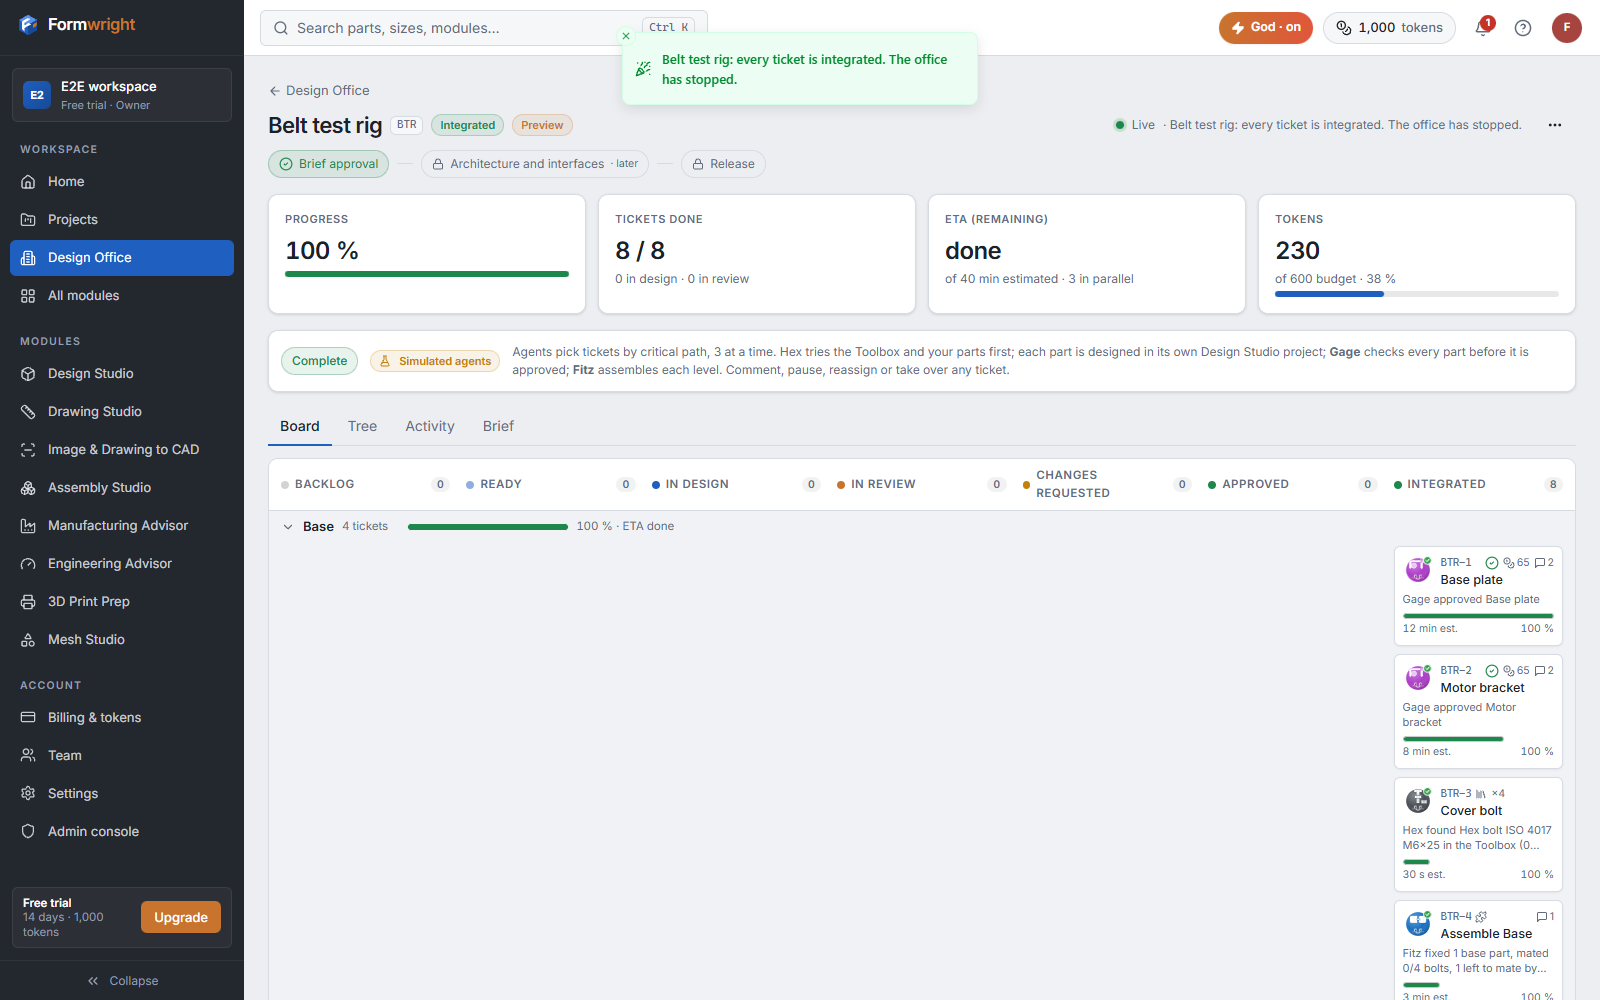 Formwright
Search parts, sizes, modules...
Ctrl K
God · on
1,000 tokens
1
F
Belt test rig: every ticket is integrated. The office
has stopped.
E2
E2E workspace
Free trial · Owner
WORKSPACE
Home
Projects
Design Office
All modules
MODULES
Design Studio
Drawing Studio
Image & Drawing to CAD
Assembly Studio
Manufacturing Advisor
Engineering Advisor
3D Print Prep
Mesh Studio
ACCOUNT
Billing & tokens
Team
Settings
Admin console
Free trial
14 days · 1,000
tokens
Upgrade
Collapse
Design Office
Belt test rig
BTR
Integrated
Preview
Live · Belt test rig: every ticket is integrated. The office has stopped.
Brief approval
Architecture and interfaces · later
Release
PROGRESS
100 %
TICKETS DONE
8 / 8
0 in design · 0 in review
ETA (REMAINING)
done
of 40 min estimated · 3 in parallel
TOKENS
230
of 600 budget · 38 %
Complete
Simulated agents
Agents pick tickets by critical path, 3 at a time. Hex tries the Toolbox and your parts first; each part is designed in its own Design Studio project; Gage checks every part before it is
approved; Fitz assembles each level. Comment, pause, reassign or take over any ticket.
Board
Tree
Activity
Brief
BACKLOG 0
READY 0
IN DESIGN 0
IN REVIEW 0
CHANGES
REQUESTED 0
APPROVED 0
INTEGRATED 8
Base 4 tickets 100 % · ETA done
BTR–1 65 2
Base plate
Gage approved Base plate
12 min est. 100 %
BTR–2 65 2
Motor bracket
Gage approved Motor
bracket
8 min est. 100 %
BTR–3 ×4
Cover bolt
Hex found Hex bolt ISO 4017
M6×25 in the Toolbox (0...
30 s est. 100 %
BTR–4 1
Assemble Base
Fitz fixed 1 base part, mated
0/4 bolts, 1 left to mate by...
3 min est. 100 %